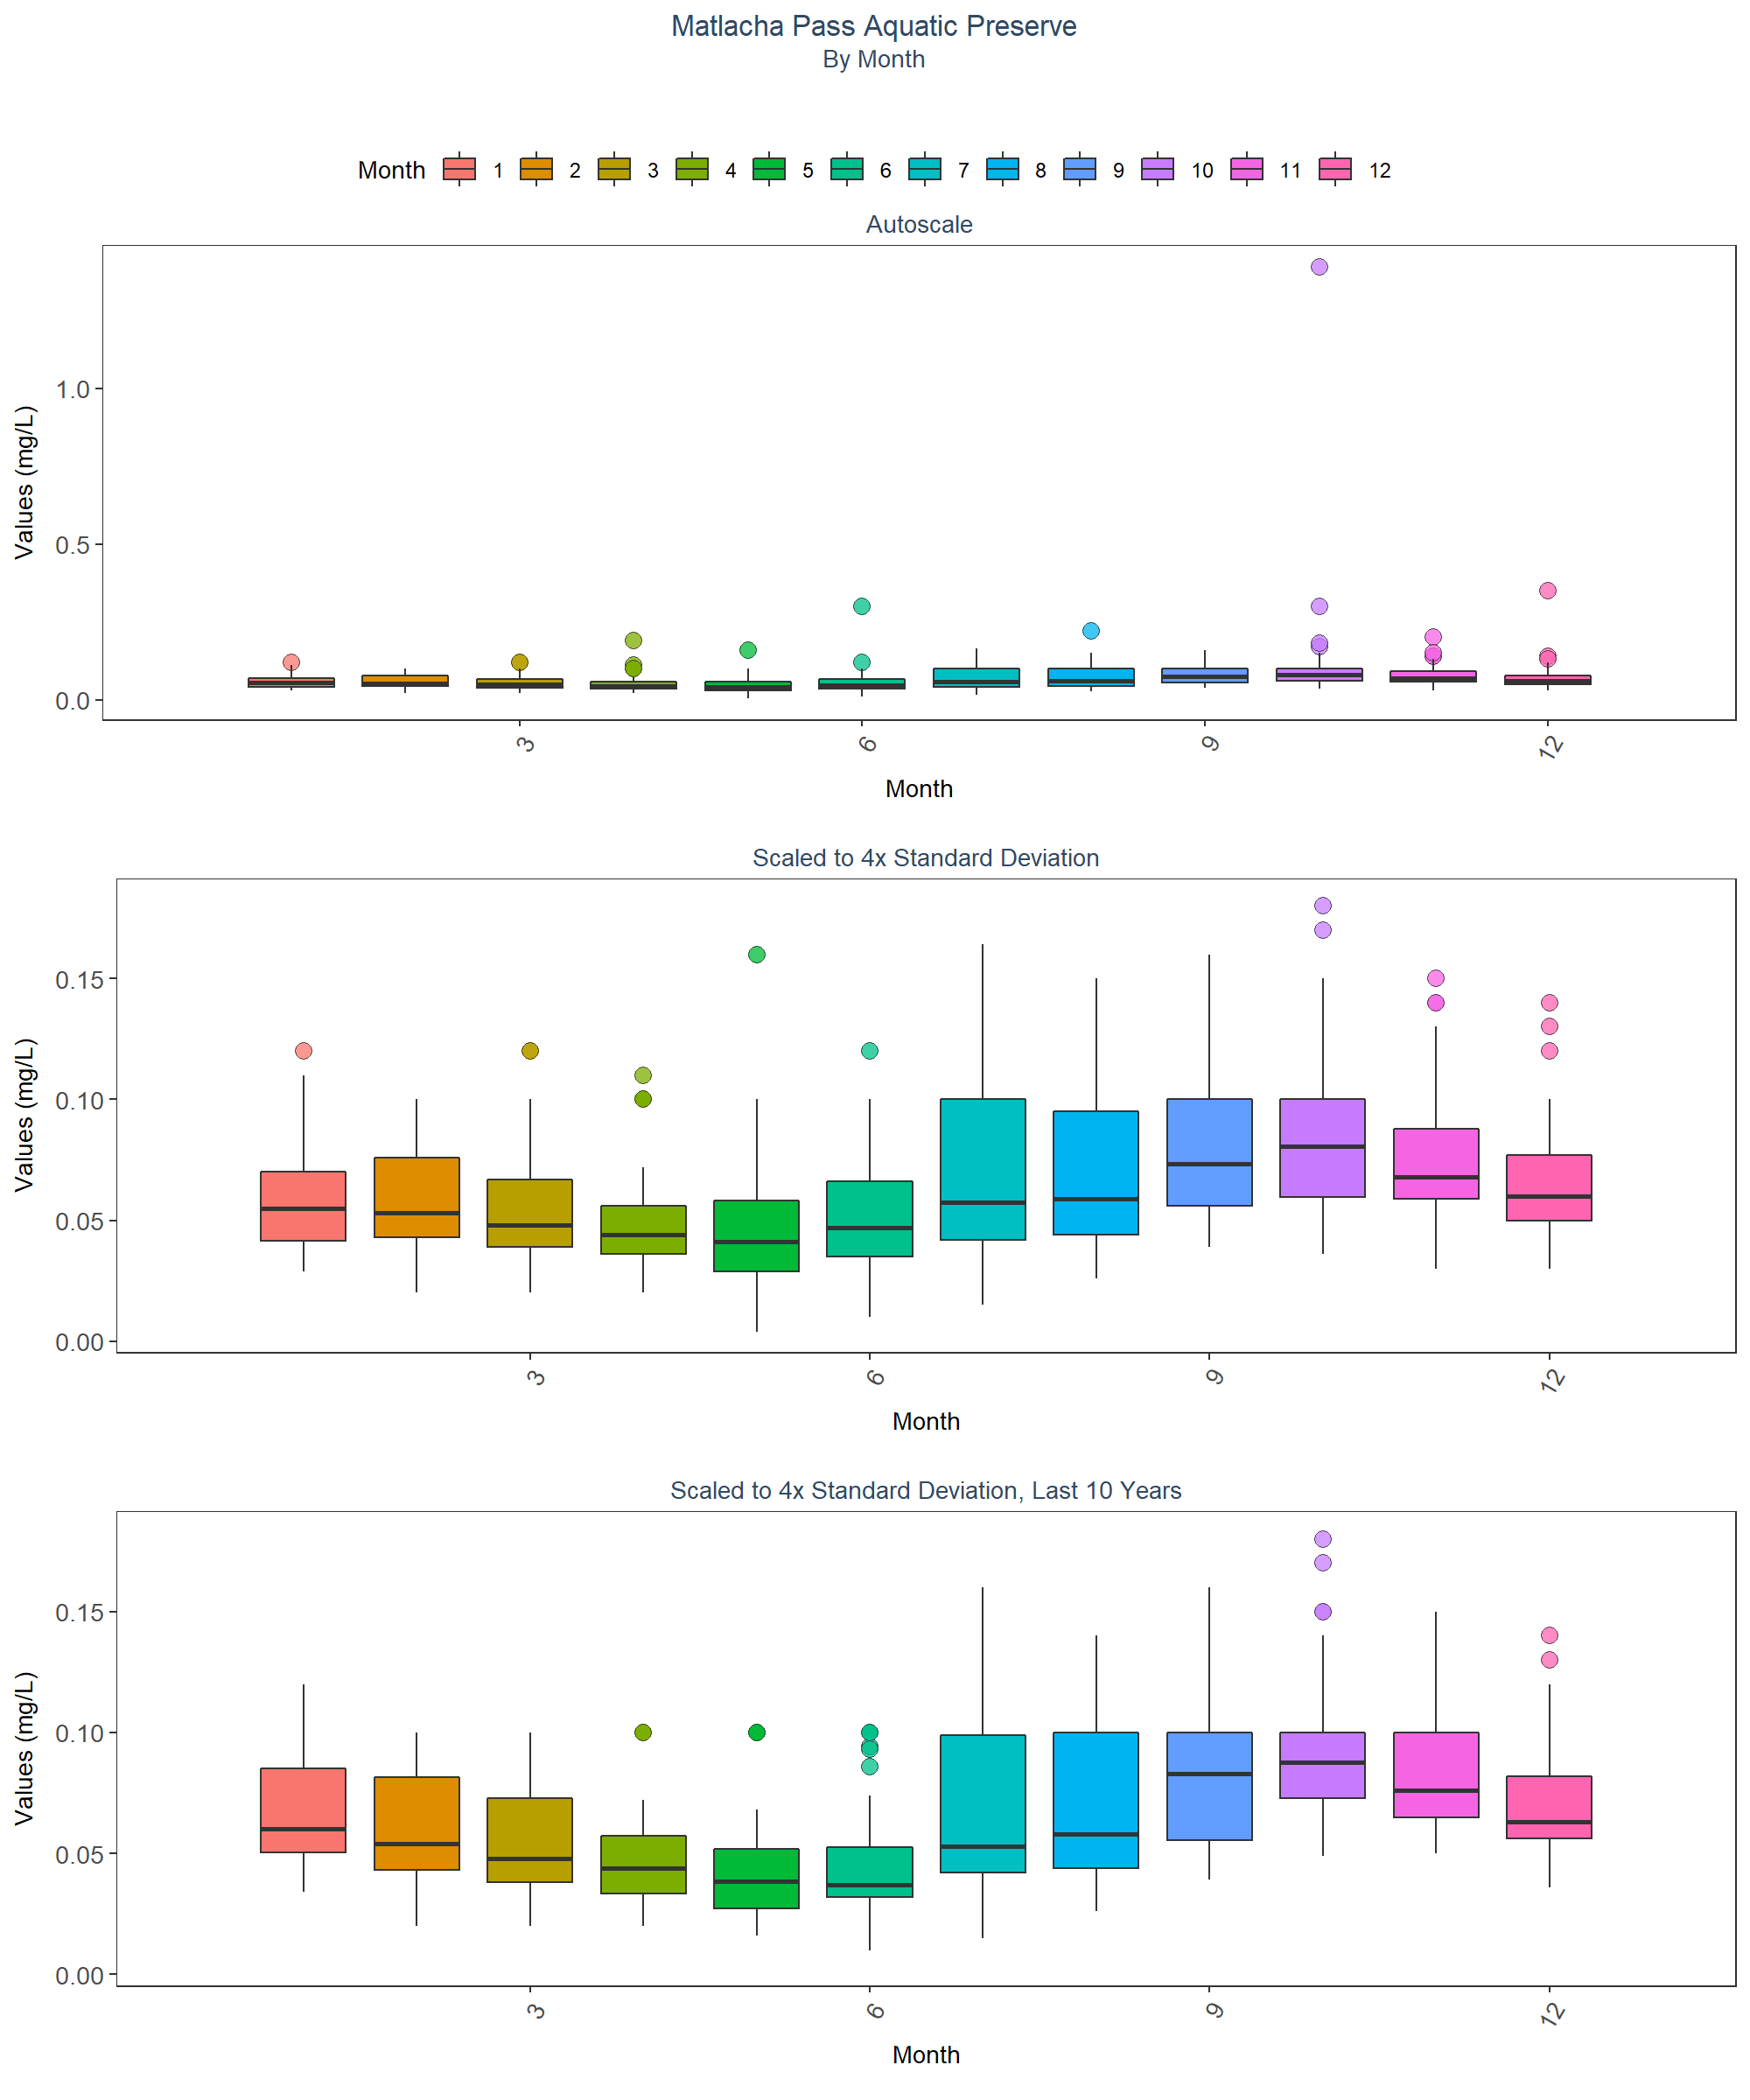 Matlacha Pass Aquatic Preserve
By Month
Month 1 2 3 4 5 6 7 8 9 10 11 12
Autoscale
Values (mg/L)
1.0
0.5
0.0
3 6 9 12
Month
Scaled to 4x Standard Deviation
Values (mg/L)
0.15
0.10
0.05
0.00
3 6 9 12
Month
Scaled to 4x Standard Deviation, Last 10 Years
Values (mg/L)
0.15
0.10
0.05
0.00
3 6 9 12
Month